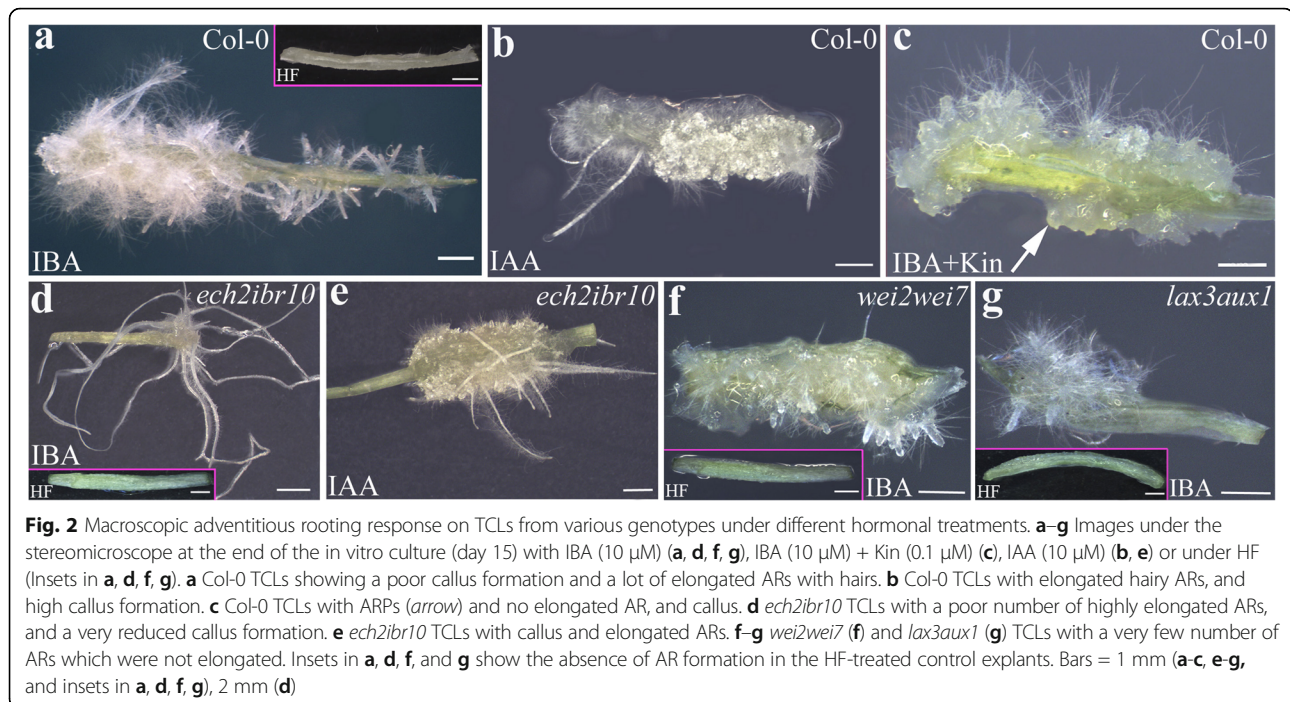 a Col-0
HF
IBA
b Col-0
IAA
c Col-0
IBA+Kin
d ech2ibr10
IBA
HF
e ech2ibr10
IAA
f wei2wei7
HF IBA
g lax3aux1
HF IBA
Fig. 2 Macroscopic adventitious rooting response on TCLs from various genotypes under different hormonal treatments. a–g Images under the
stereomicroscope at the end of the in vitro culture (day 15) with IBA (10 μM) (a, d, f, g), IBA (10 μM) + Kin (0.1 μM) (c), IAA (10 μM) (b, e) or under HF
(Insets in a, d, f, g). a Col-0 TCLs showing a poor callus formation and a lot of elongated ARs with hairs. b Col-0 TCLs with elongated hairy ARs, and
high callus formation. c Col-0 TCLs with ARPs (arrow) and no elongated AR, and callus. d ech2ibr10 TCLs with a poor number of highly elongated ARs,
and a very reduced callus formation. e ech2ibr10 TCLs with callus and elongated ARs. f–g wei2wei7 (f) and lax3aux1 (g) TCLs with a very few number of
ARs which were not elongated. Insets in a, d, f, and g show the absence of AR formation in the HF-treated control explants. Bars = 1 mm (a-c, e-g,
and insets in a, d, f, g), 2 mm (d)